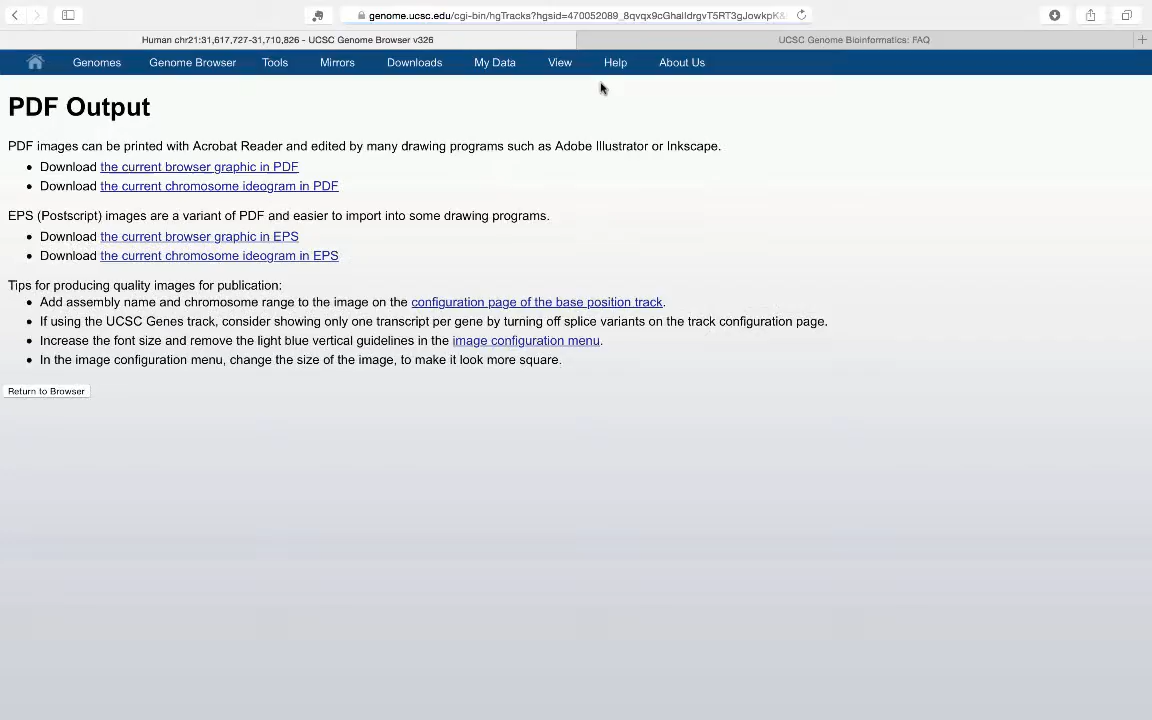 genome.ucsc.edu/cgi-bin/hgTracks?hgsid=470052089_8qvqx9cGhalldrgvT5RT3gJowkpK&
Human chr21:31,617,727-31,710,826 - UCSC Genome Browser v326 UCSC Genome Bioinformatics: FAQ
Genomes Genome Browser Tools Mirrors Downloads My Data View Help About Us
PDF Output
PDF images can be printed with Acrobat Reader and edited by many drawing programs such as Adobe Illustrator or Inkscape.
• Download the current browser graphic in PDF
• Download the current chromosome ideogram in PDF
EPS (Postscript) images are a variant of PDF and easier to import into some drawing programs.
• Download the current browser graphic in EPS
• Download the current chromosome ideogram in EPS
Tips for producing quality images for publication:
• Add assembly name and chromosome range to the image on the configuration page of the base position track.
• If using the UCSC Genes track, consider showing only one transcript per gene by turning off splice variants on the track configuration page.
• Increase the font size and remove the light blue vertical guidelines in the image configuration menu.
• In the image configuration menu, change the size of the image, to make it look more square.
Return to Browser